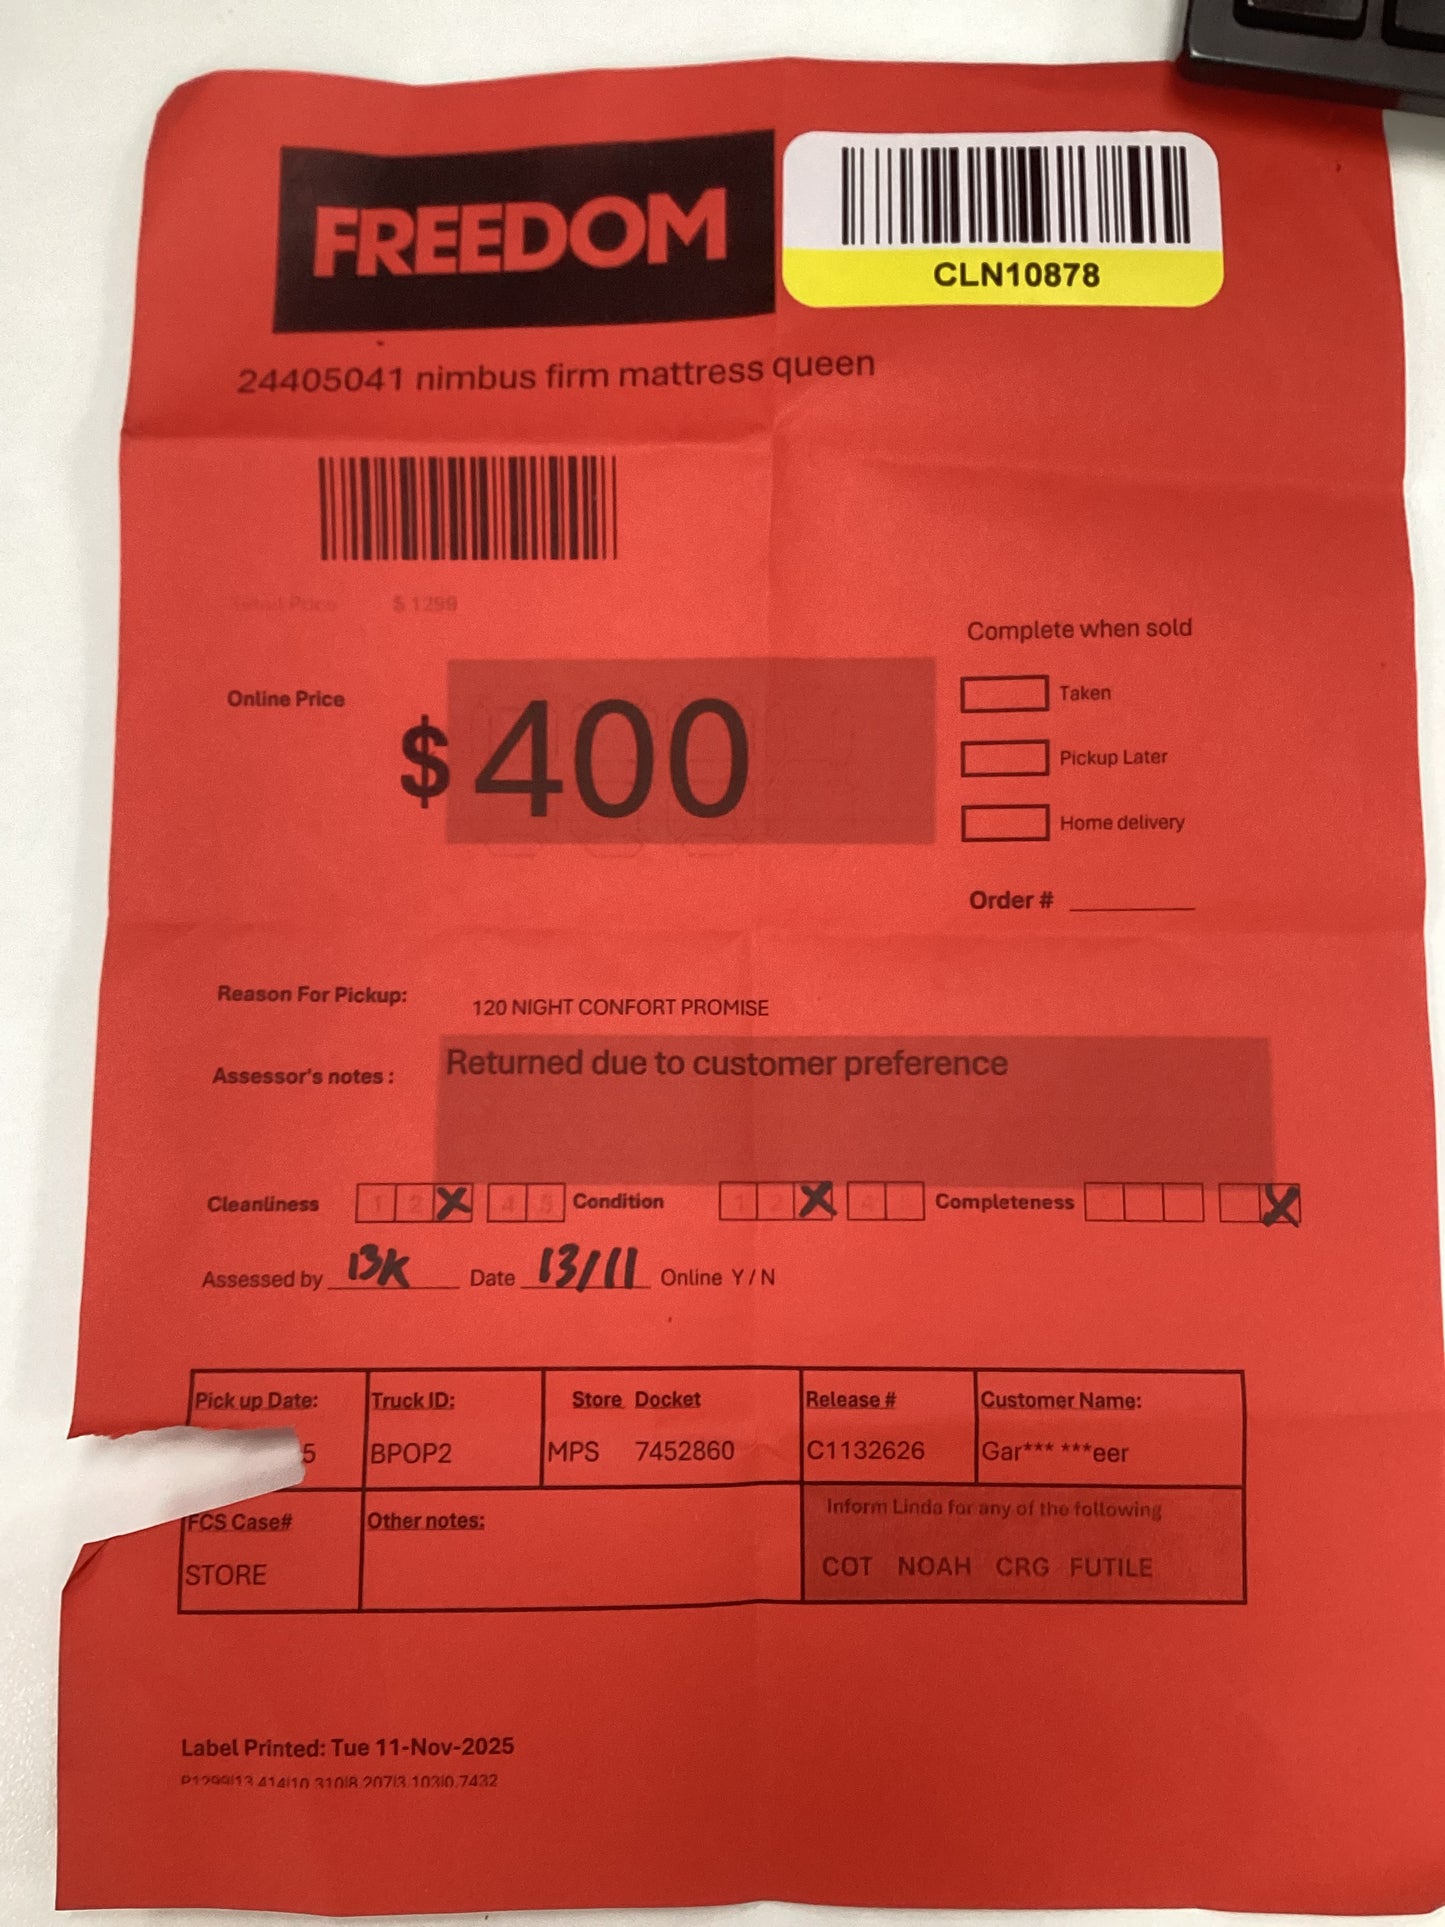 FREEDOM
CLN10878
24405041 nimbus firm mattress queen
Price $ 1299
Complete when sold
Online Price
$ 400
Taken
Pickup Later
Home delivery
Order #
Reason For Pickup: 120 NIGHT CONFORT PROMISE
Assessor's notes : Returned due to customer preference
Cleanliness 1 2 X 4 5 Condition 1 2 X 4 Completeness X
Assessed by BK Date 13/11 Online Y / N
Pick up Date: Truck ID: Store Docket Release # Customer Name:
5 BPOP2 MPS 7452860 C1132626 Gar*** ***eer
Inform Linda for any of the following
FCS Case# Other notes:
STORE COT NOAH CRG FUTILE
Label Printed: Tue 11-Nov-2025